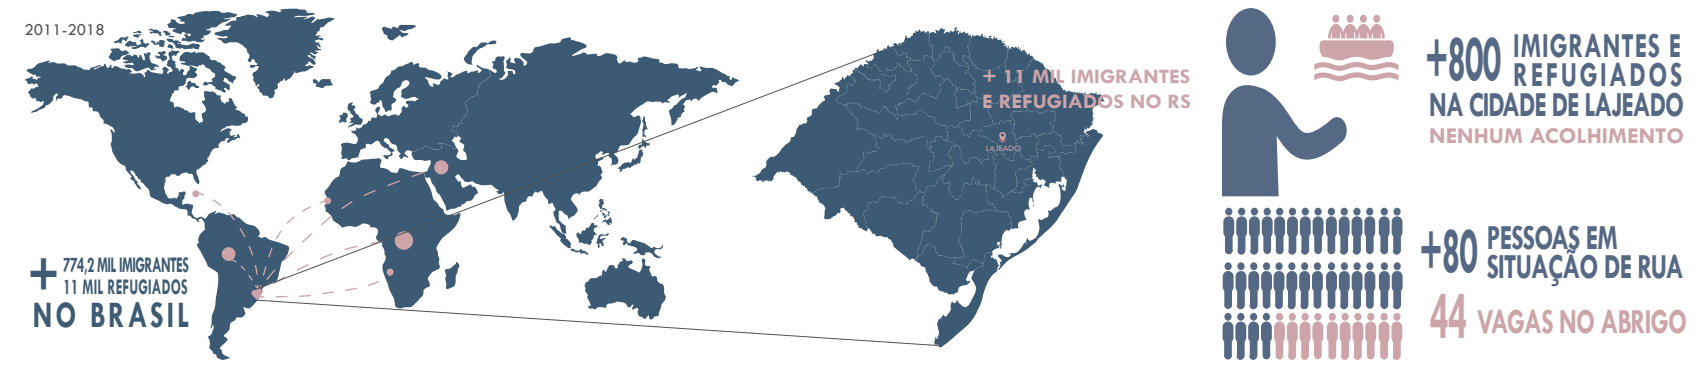 2011-2018
+ 774,2 MIL IMIGRANTES
11 MIL REFUGIADOS
NO BRASIL
+ 11 MIL IMIGRANTES
E REFUGIADOS NO RS
LAJEADO
+800 IMIGRANTES E
REFUGIADOS
NA CIDADE DE LAJEADO
NENHUM ACOLHIMENTO
+80 PESSOAS EM
SITUAÇÃO DE RUA
44 VAGAS NO ABRIGO